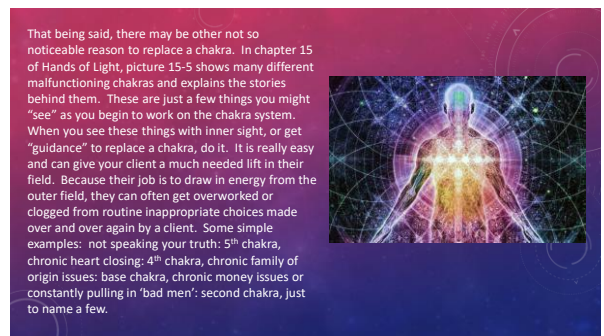 That being said, there may be other not so
noticeable reason to replace a chakra.  In chapter 15
of Hands of Light, picture 15-5 shows many different
malfunctioning chakras and explains the stories
behind them.  These are just a few things you might
“see” as you begin to work on the chakra system.
When you see these things with inner sight, or get
“guidance” to replace a chakra, do it.  It is really easy
and can give your client a much needed lift in their
field.  Because their job is to draw in energy from the
outer field, they can often get overworked or
clogged from routine inappropriate choices made
over and over again by a client.  Some simple
examples:  not speaking your truth: 5th chakra,
chronic heart closing: 4th chakra, chronic family of
origin issues: base chakra, chronic money issues or
constantly pulling in ‘bad men’: second chakra, just
to name a few.